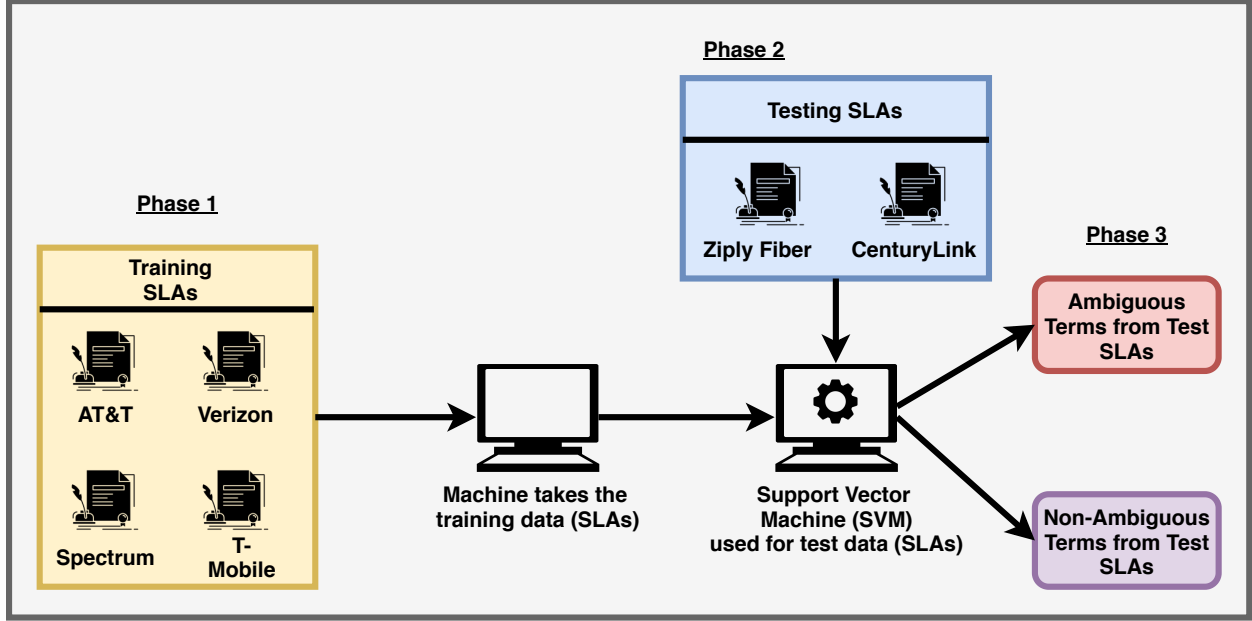 Phase 1
Training
SLAs
AT&T
Verizon
Spectrum
T-
Mobile
Machine takes the
training data (SLAs)
Phase 2
Testing SLAs
Ziply Fiber
CenturyLink
Support Vector
Machine (SVM)
used for test data (SLAs)
Phase 3
Ambiguous
Terms from Test
SLAs
Non-Ambiguous
Terms from Test
SLAs